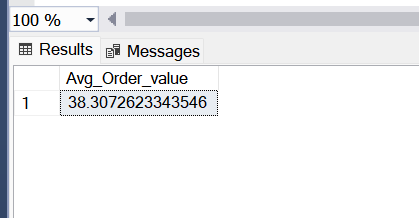 100 %
Results Messages
Avg_Order_value
1 38.3072623343546